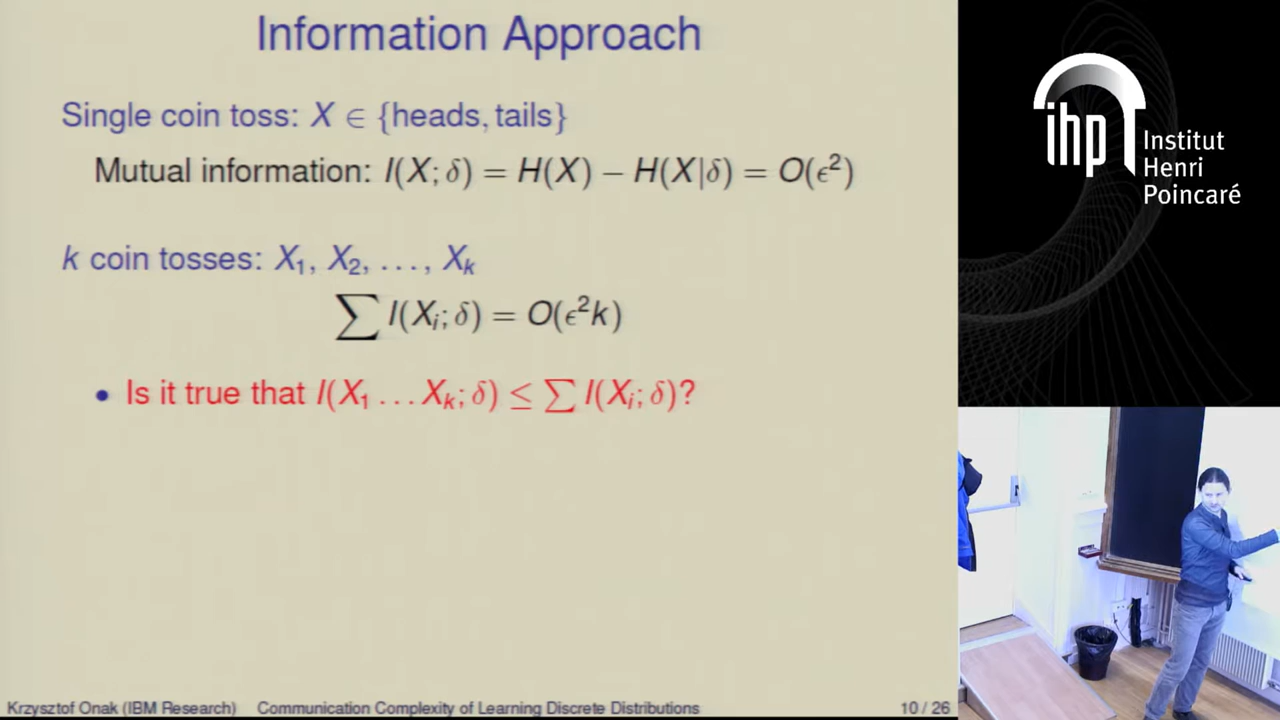 Information Approach
Single coin toss: X ∈ {heads, tails}
Mutual information: I(X; δ) = H(X) − H(X|δ) = O(ϵ²)
k coin tosses: X₁, X₂, …, Xₖ
∑ I(Xᵢ; δ) = O(ϵ²k)
• Is it true that I(X₁ … Xₖ; δ) ≤ ∑ I(Xᵢ; δ)?
Krzysztof Onak (IBM Research) Communication Complexity of Learning Discrete Distributions 10 / 26
ihp
Institut
Henri
Poincaré